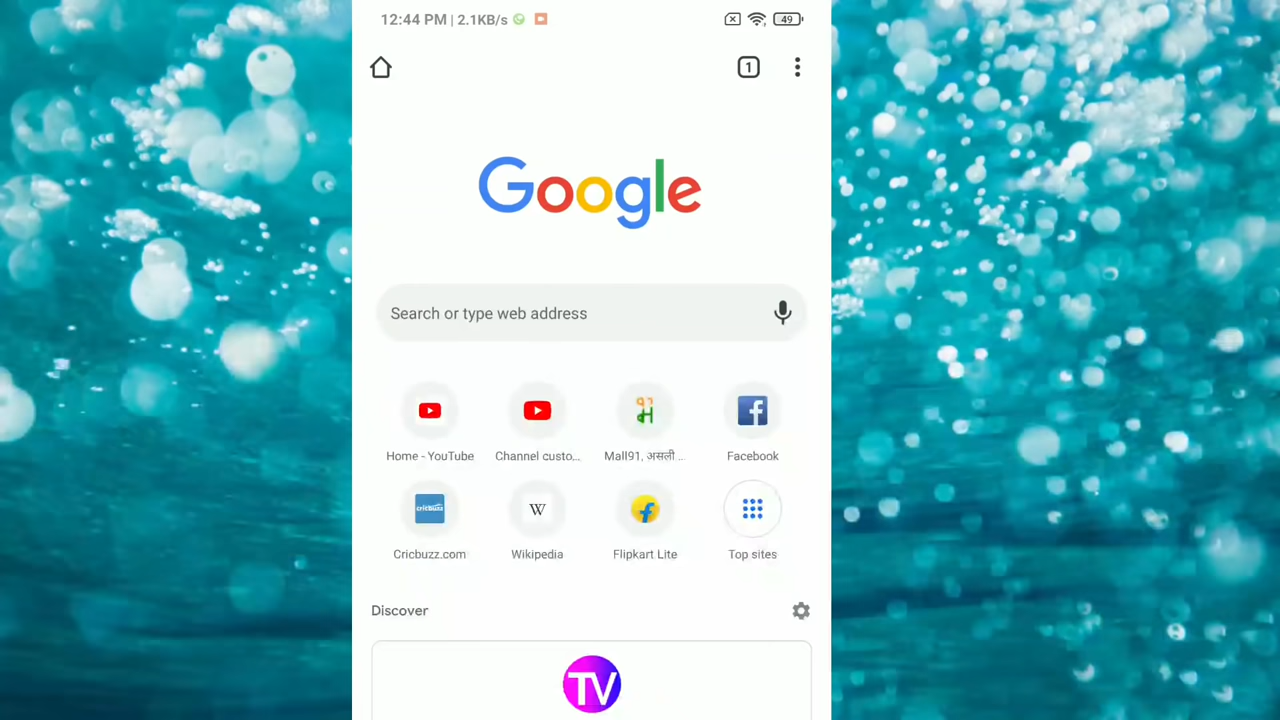 12:44 PM | 2.1KB/s
49
1
Google
Search or type web address
Home - YouTube
Channel custo...
Mall91, असली ...
Facebook
cricbuzz
W
Cricbuzz.com
Wikipedia
Flipkart Lite
Top sites
Discover
TV